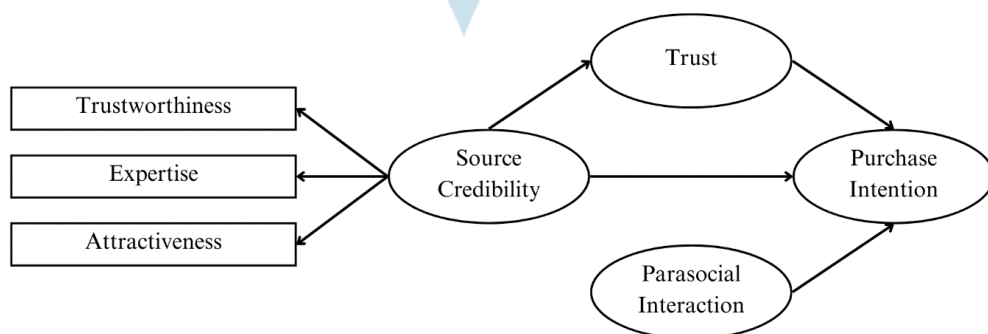 Trust
Trustworthiness
Expertise
Attractiveness
Source
Credibility
Purchase
Intention
Parasocial
Interaction